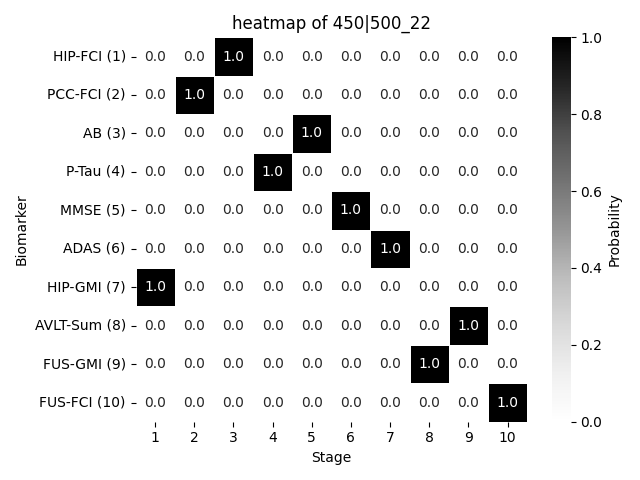 heatmap of 450|500_22
HIP-FCI (1) 0.0 0.0 1.0 0.0 0.0 0.0 0.0 0.0 0.0 0.0
PCC-FCI (2) 0.0 1.0 0.0 0.0 0.0 0.0 0.0 0.0 0.0 0.0
AB (3) 0.0 0.0 0.0 0.0 1.0 0.0 0.0 0.0 0.0 0.0
P-Tau (4) 0.0 0.0 0.0 1.0 0.0 0.0 0.0 0.0 0.0 0.0
MMSE (5) 0.0 0.0 0.0 0.0 0.0 1.0 0.0 0.0 0.0 0.0
ADAS (6) 0.0 0.0 0.0 0.0 0.0 0.0 1.0 0.0 0.0 0.0
HIP-GMI (7) 1.0 0.0 0.0 0.0 0.0 0.0 0.0 0.0 0.0 0.0
AVLT-Sum (8) 0.0 0.0 0.0 0.0 0.0 0.0 0.0 0.0 1.0 0.0
FUS-GMI (9) 0.0 0.0 0.0 0.0 0.0 0.0 0.0 1.0 0.0 0.0
FUS-FCI (10) 0.0 0.0 0.0 0.0 0.0 0.0 0.0 0.0 0.0 1.0
1 2 3 4 5 6 7 8 9 10
Stage
Biomarker
1.0
0.8
0.6
0.4
0.2
0.0
Probability